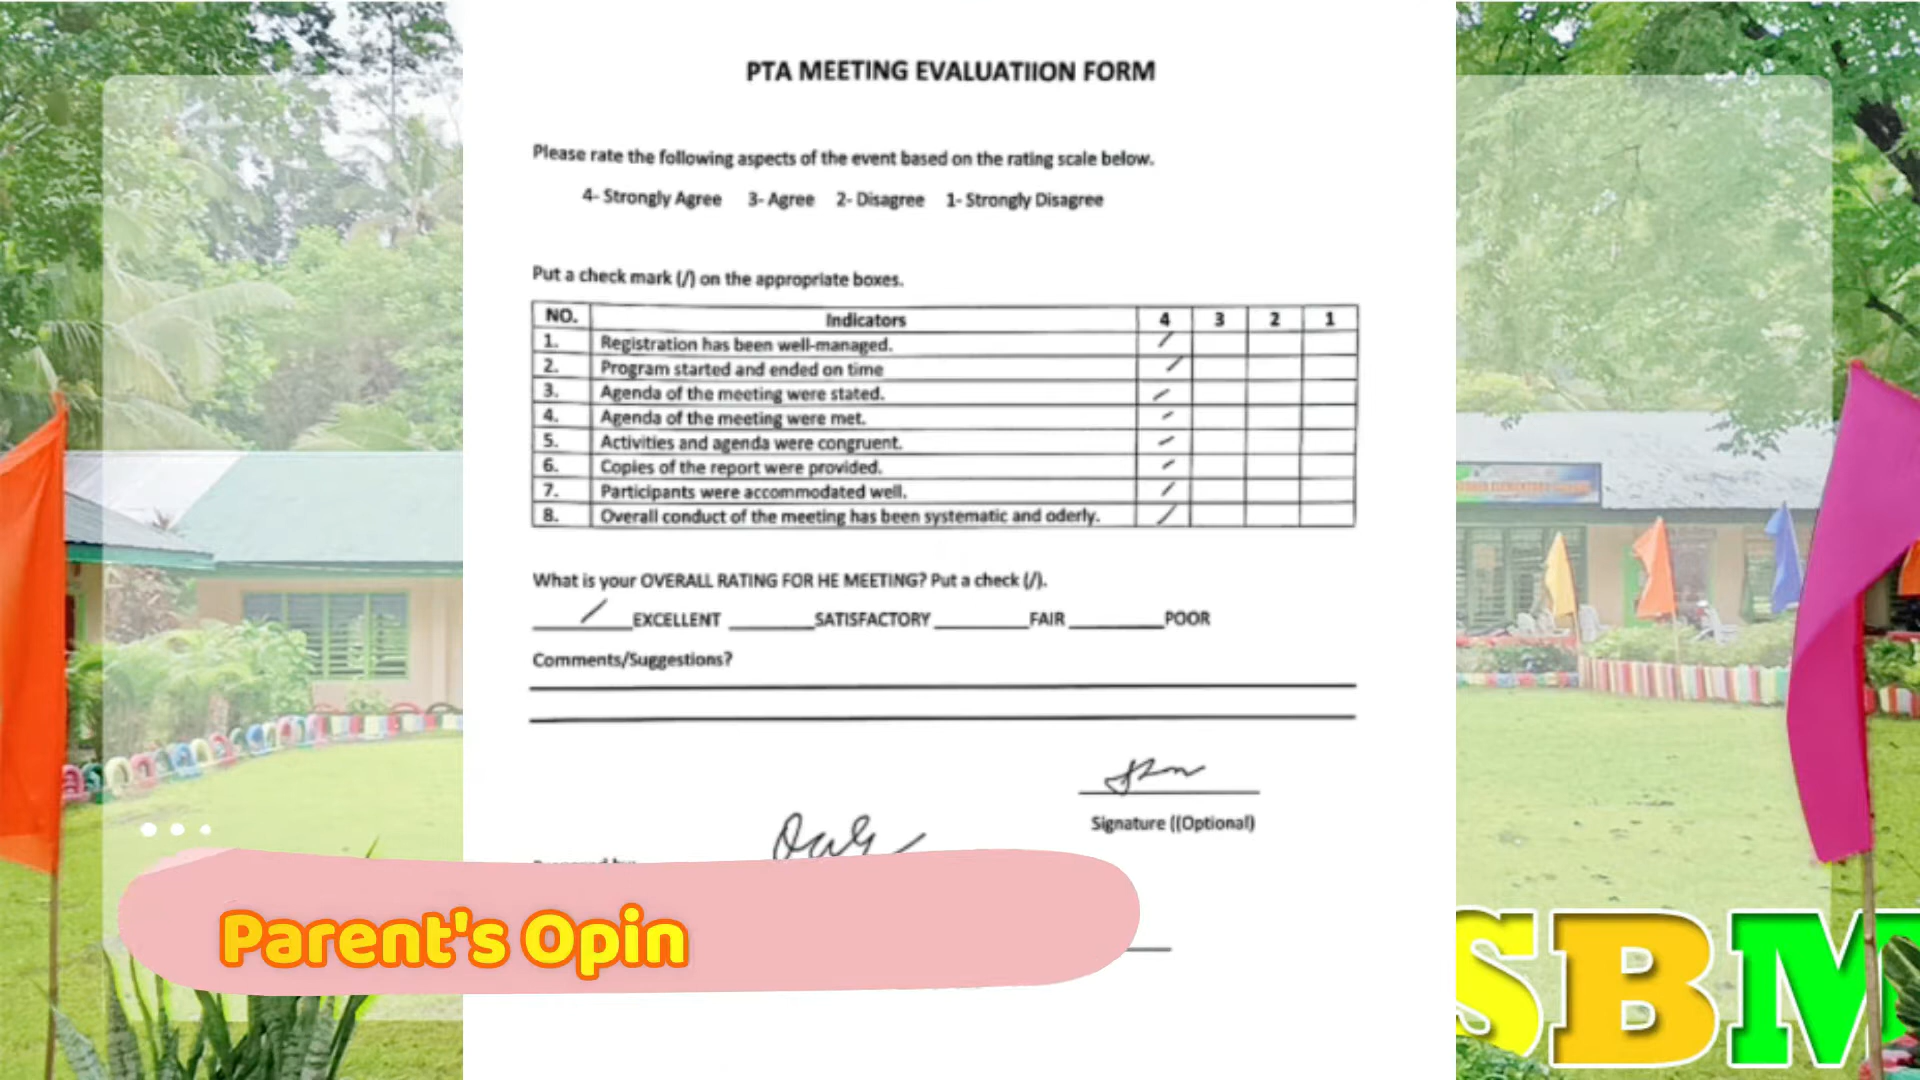 PTA MEETING EVALUATIION FORM
Please rate the following aspects of the event based on the rating scale below.
4- Strongly Agree 3- Agree 2- Disagree 1- Strongly Disagree
Put a check mark (/) on the appropriate boxes.
NO. Indicators 4 3 2 1
1. Registration has been well-managed. /
2. Program started and ended on time /
3. Agenda of the meeting were stated. /
4. Agenda of the meeting were met. /
5. Activities and agenda were congruent. /
6. Copies of the report were provided. /
7. Participants were accommodated well. /
8. Overall conduct of the meeting has been systematic and oderly. /
What is your OVERALL RATING FOR HE MEETING? Put a check (/).
/ EXCELLENT SATISFACTORY FAIR POOR
Comments/Suggestions?
Signature ((Optional)
Parent's Opin
SBM